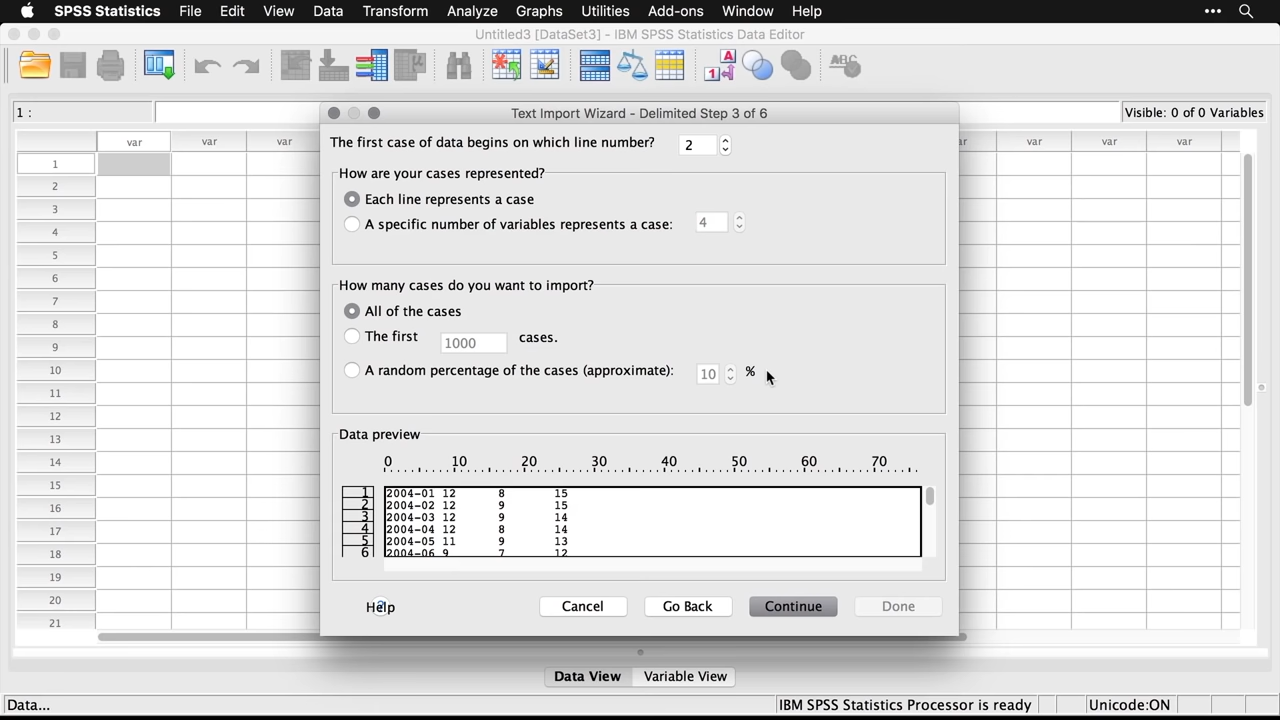 SPSS Statistics File Edit View Data Transform Analyze Graphs Utilities Add-ons Window Help
Untitled3 [DataSet3] - IBM SPSS Statistics Data Editor
1 :
Visible: 0 of 0 Variables
var var var ar var var var
1
2
3
4
5
6
7
8
9
10
11
12
13
14
15
16
17
18
19
20
21
Text Import Wizard - Delimited Step 3 of 6
The first case of data begins on which line number? 2
How are your cases represented?
Each line represents a case
A specific number of variables represents a case: 4
How many cases do you want to import?
All of the cases
The first 1000 cases.
A random percentage of the cases (approximate): 10 %
Data preview
0 10 20 30 40 50 60 70
1 2004-01 12 8 15
2 2004-02 12 9 15
3 2004-03 12 9 14
4 2004-04 12 8 14
5 2004-05 11 9 13
6 2004-06 9 7 12
Help Cancel Go Back Continue Done
Data View Variable View
Data... IBM SPSS Statistics Processor is ready Unicode:ON